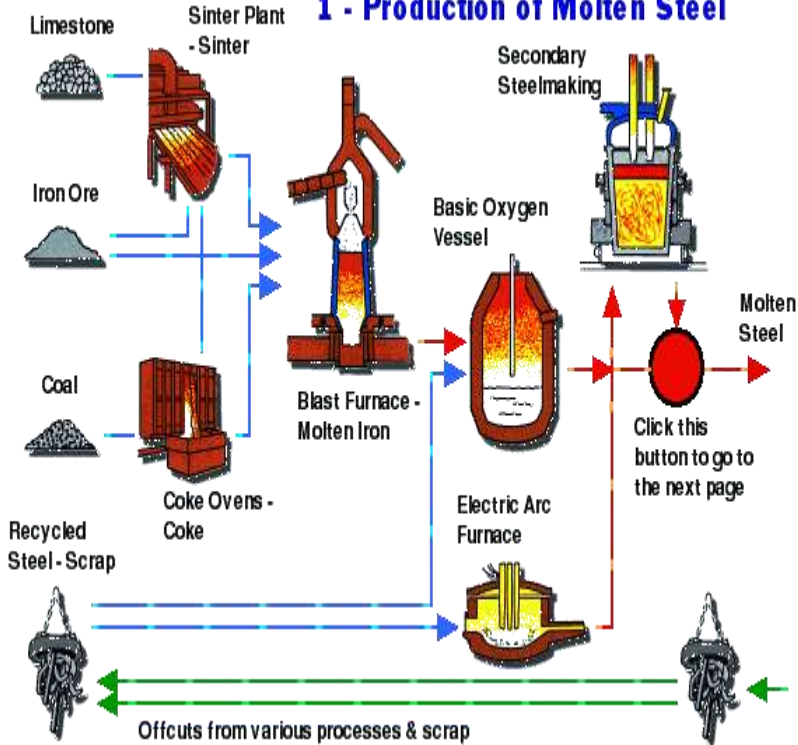 1 - Production of Molten Steel
Limestone
Sinter Plant
- Sinter
Secondary
Steelmaking
Iron Ore
Basic Oxygen
Vessel
Molten
Steel
Coal
Blast Furnace -
Molten Iron
Click this
button to go to
the next page
Coke Ovens -
Coke
Electric Arc
Furnace
Recycled
Steel - Scrap
Offcuts from various processes & scrap